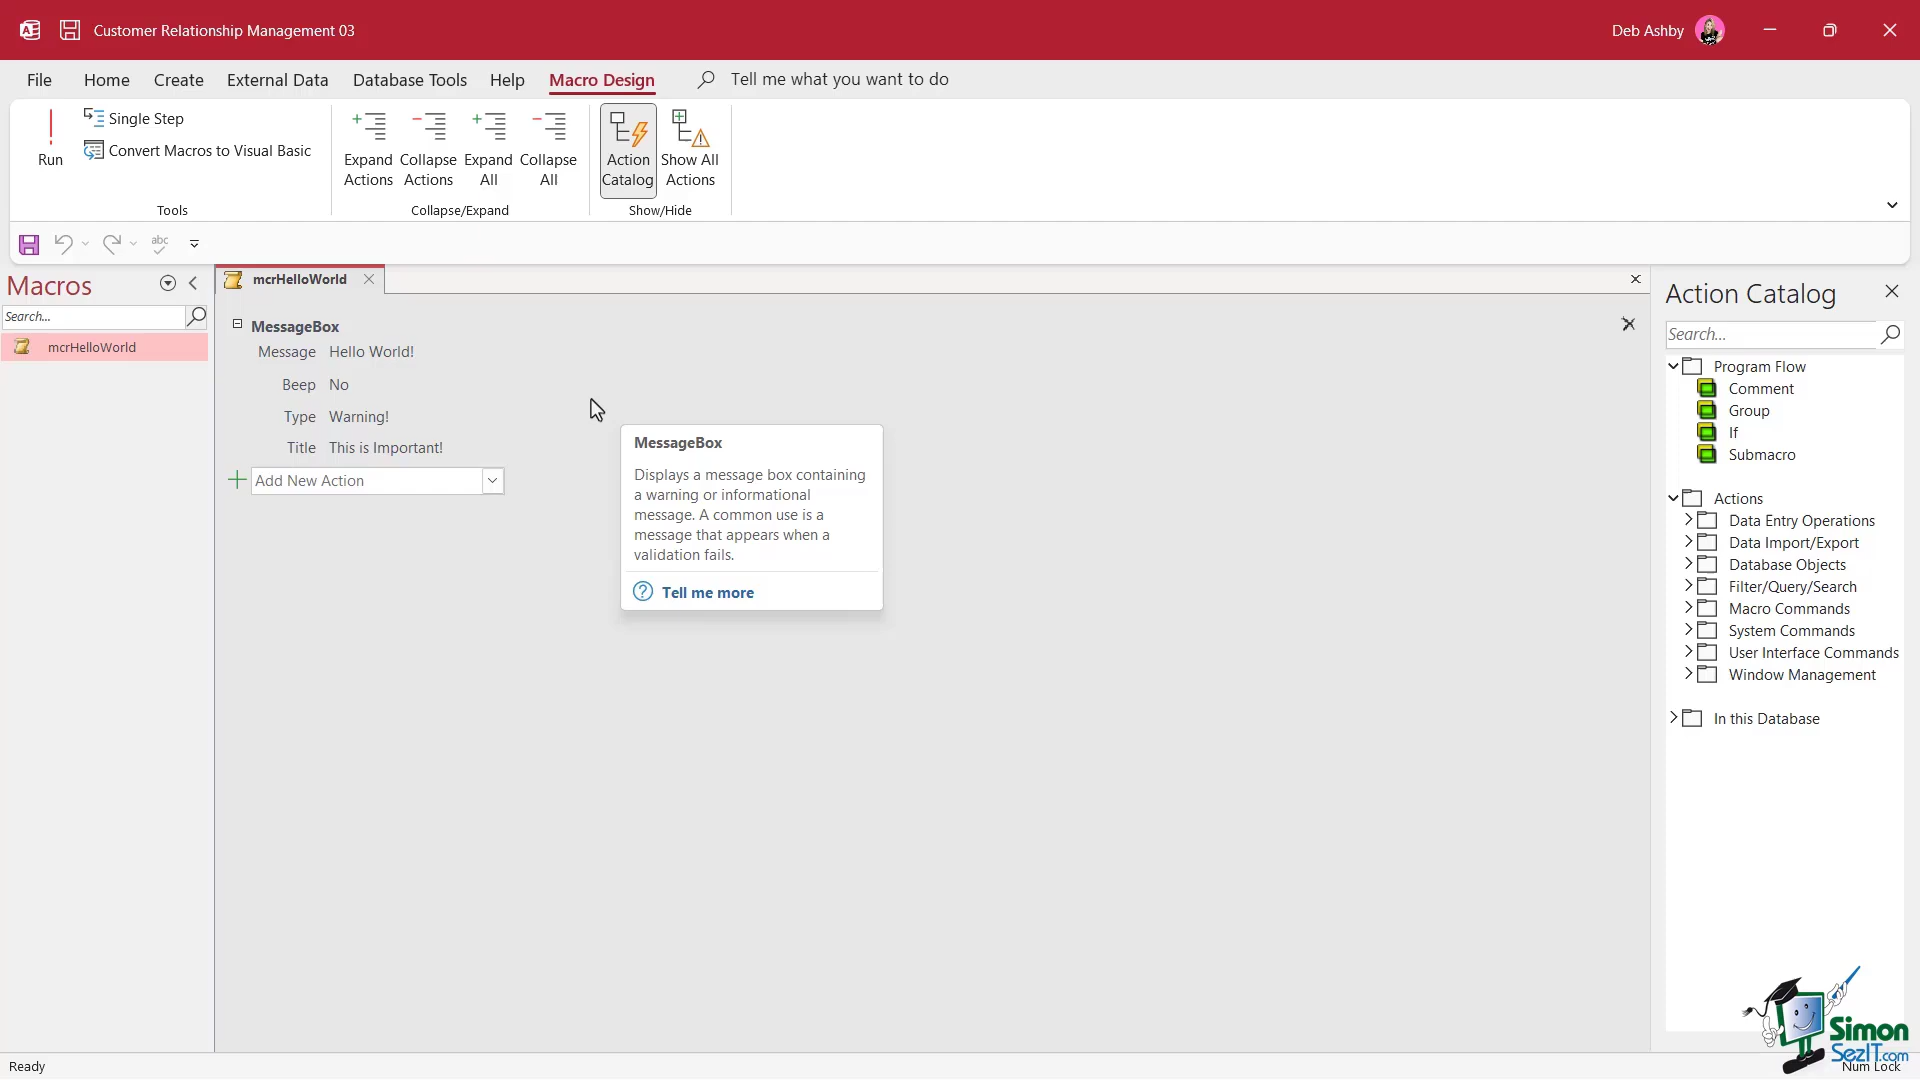 Customer Relationship Management 03
Deb Ashby
File Home Create External Data Database Tools Help Macro Design Tell me what you want to do
Run
Single Step
Convert Macros to Visual Basic
Tools
Expand Actions
Collapse Actions
Expand All
Collapse All
Collapse/Expand
Action Catalog
Show All Actions
Show/Hide
abc
Macros
Search...
mcrHelloWorld
mcrHelloWorld
MessageBox
Message Hello World!
Beep No
Type Warning!
Title This is Important!
Add New Action
MessageBox
Displays a message box containing
a warning or informational
message. A common use is a
message that appears when a
validation fails.
Tell me more
Action Catalog
Search...
Program Flow
Comment
Group
If
Submacro
Actions
Data Entry Operations
Data Import/Export
Database Objects
Filter/Query/Search
Macro Commands
System Commands
User Interface Commands
Window Management
In this Database
Simon
SezIT.com
Ready
Num Lock